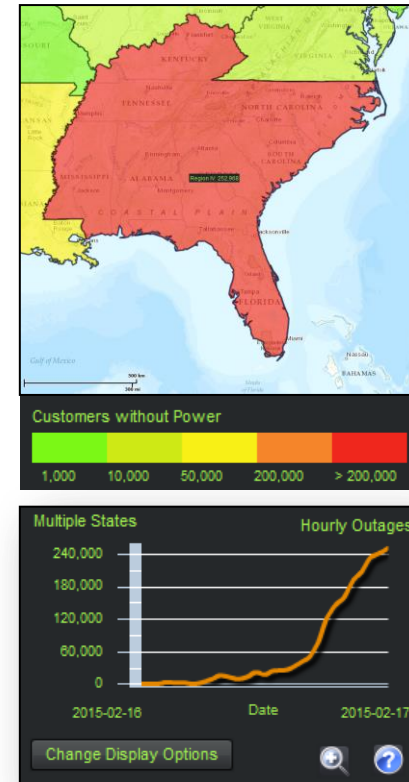 WEST
VIRGINIA
Frankfort
KENTUCKY
VIRGINIA
Nashville
TENNESSEE
NORTH CAROLINA
Memphis
Charlotte
Columbia
SOUTH
CAROLINA
Birmingham
Atlanta
MISSISSIPPI
ALABAMA
Region IV: 252,968
Jackson
Montgomery
COASTAL PLAIN
Tallahassee
Jacksonville
Tampa
FLORIDA
Miami
Gulf of Mexico
Nassau
BAHAMAS
500 km
Customers without Power
1,000 10,000 50,000 200,000 > 200,000
Multiple States Hourly Outages
240,000
180,000
120,000
60,000
0
2015-02-16 Date 2015-02-17
Change Display Options
?